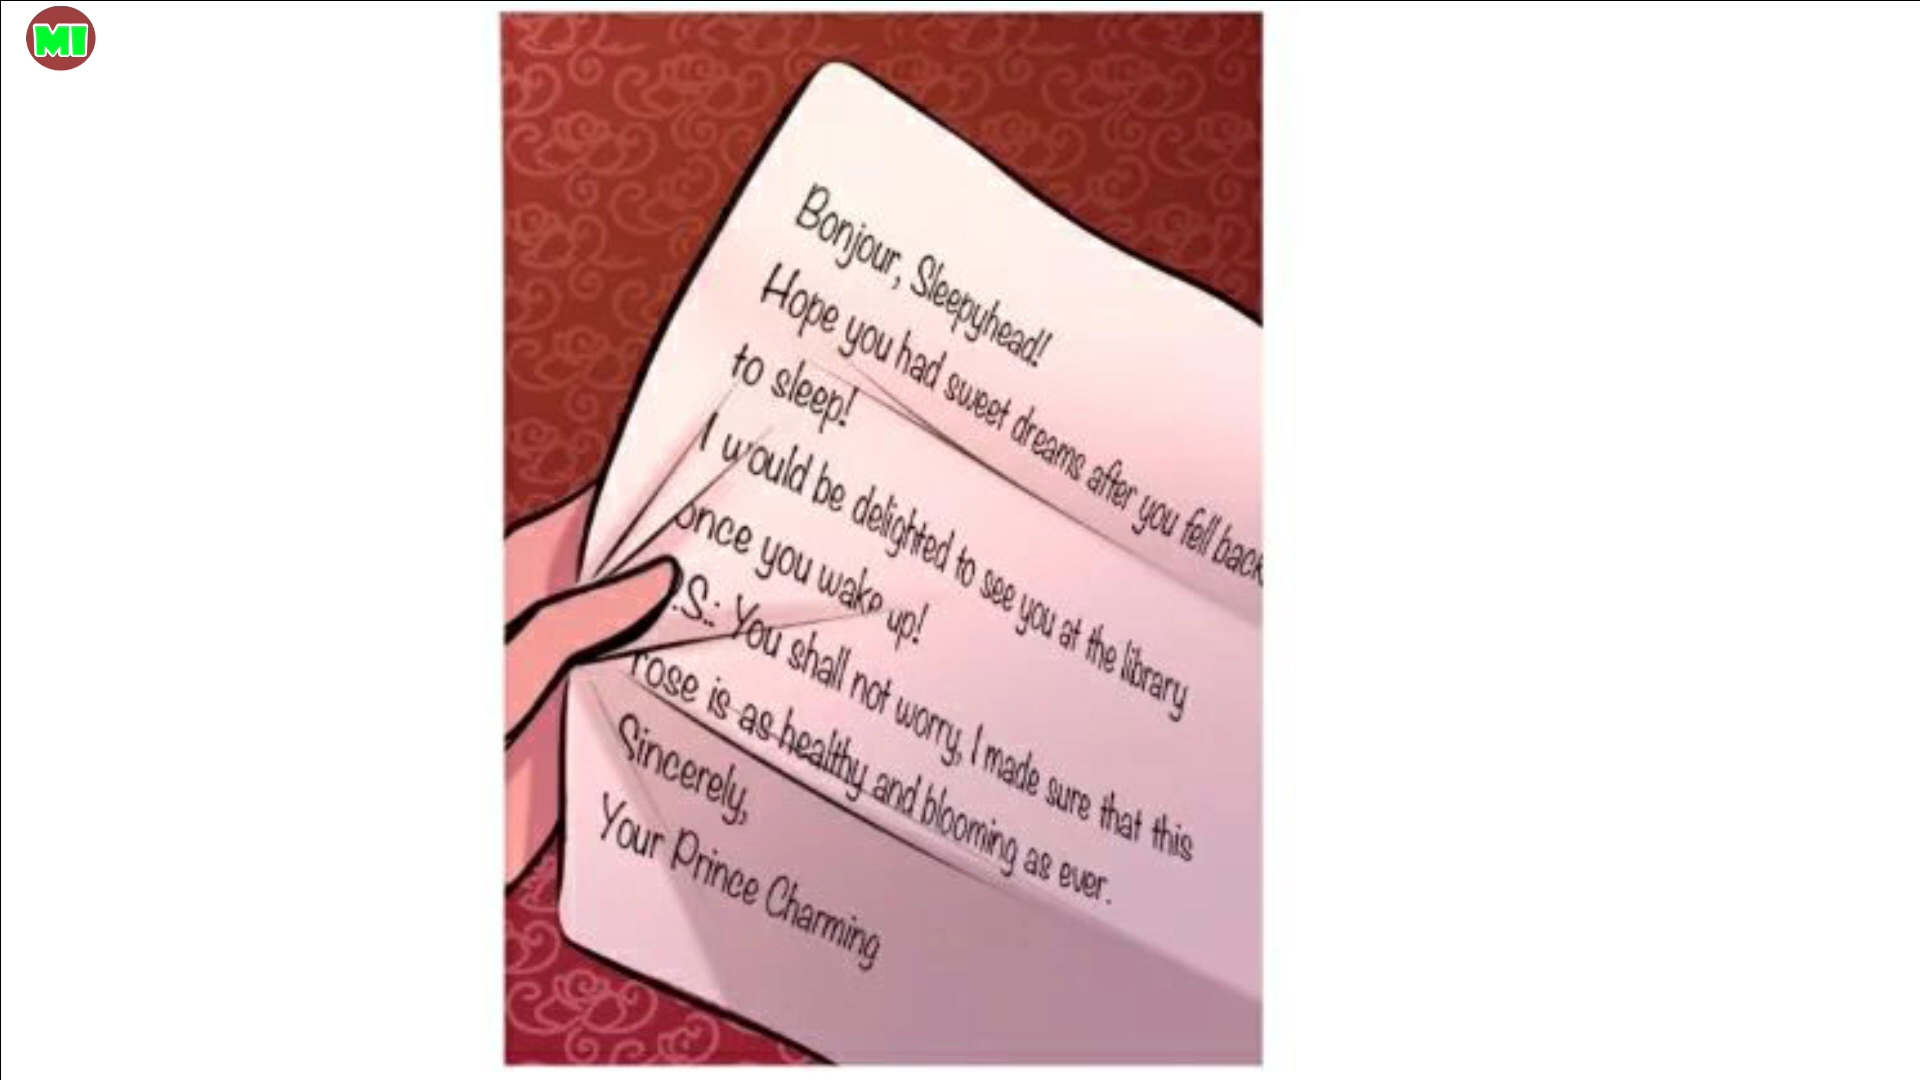 MI
Bonjour, Sleepyhead!
Hope you had sweet dreams after you fell back
to sleep!
I would be delighted to see you at the library
once you wake up!
.S.: You shall not worry, I made sure that this
rose is as healthy and blooming as ever.
Sincerely,
Your Prince Charming